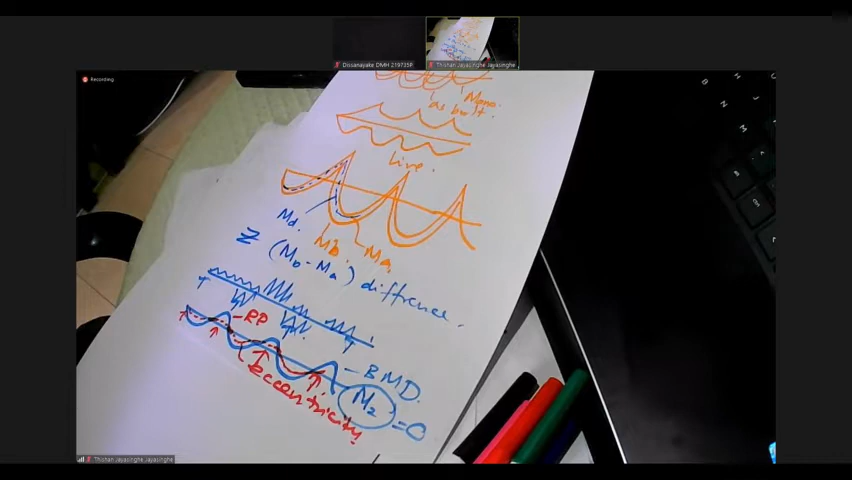 Dissanayake DMH 219735P
Thishan Jayasinghe Jayasinghe
Recording
Mono.
as built.
live.
Md.
Mb.
Ma.
Z (Mb - Ma) diffrence.
RP
BMD.
Eccentricity
M2 = 0
Thishan Jayasinghe Jayasinghe